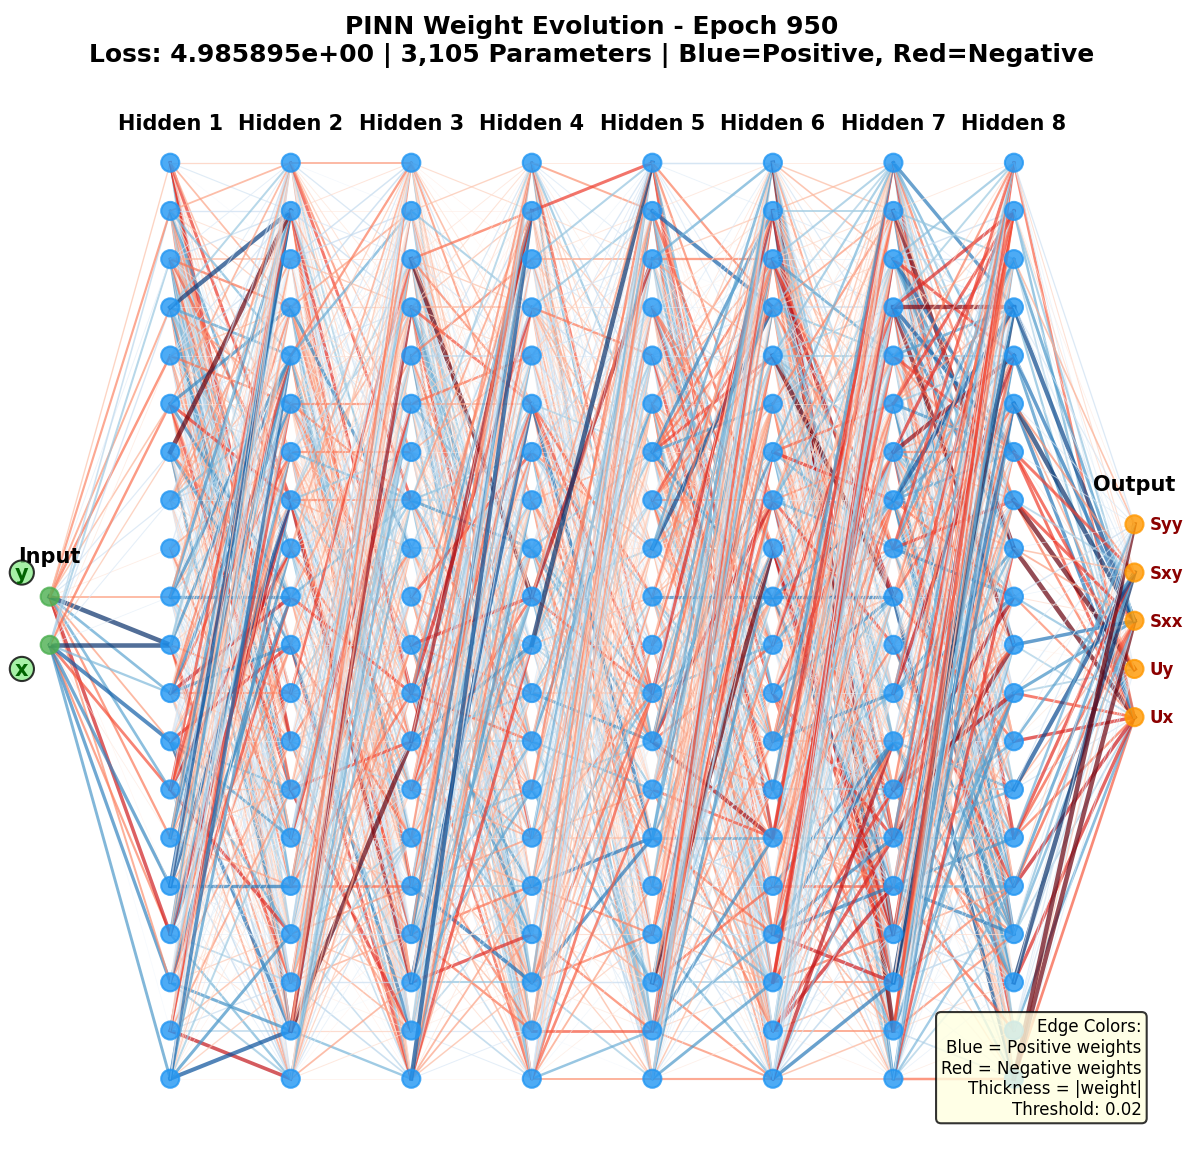 PINN Weight Evolution - Epoch 950
Loss: 4.985895e+00 | 3,105 Parameters | Blue=Positive, Red=Negative
Hidden 1 Hidden 2 Hidden 3 Hidden 4 Hidden 5 Hidden 6 Hidden 7 Hidden 8
Output
Syy
Input
y
Sxy
Sxx
x
Uy
Ux
Edge Colors:
Blue = Positive weights
Red = Negative weights
Thickness = |weight|
Threshold: 0.02